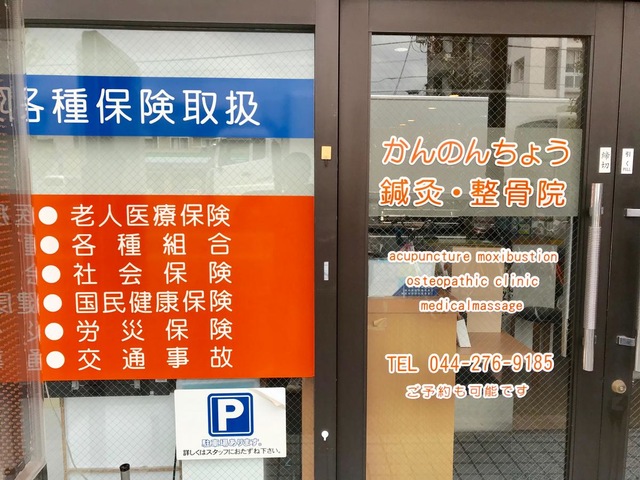 各種保険取扱
● 老人医療保険
● 各種組合
● 社会保険
● 国民健康保険
● 労災保険
● 交通事故
P
駐車場あります。
詳しくはスタッフにおたずね下さい。
かんのんちょう
鍼灸・整骨院
acupuncture moxibustion
osteopathic clinic
medicalmassage
TEL 044-276-9185
ご予約も可能です